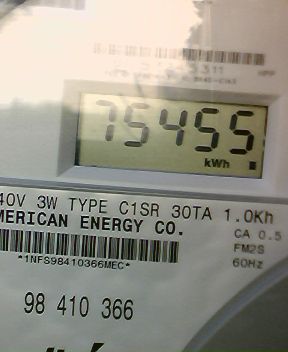 75455
kWh
40V 3W TYPE C1SR 30TA 1.0Kh
MERICAN ENERGY CO.
CA 0.5
FM2S
60Hz
*1NFS98410366MEC*
98 410 366